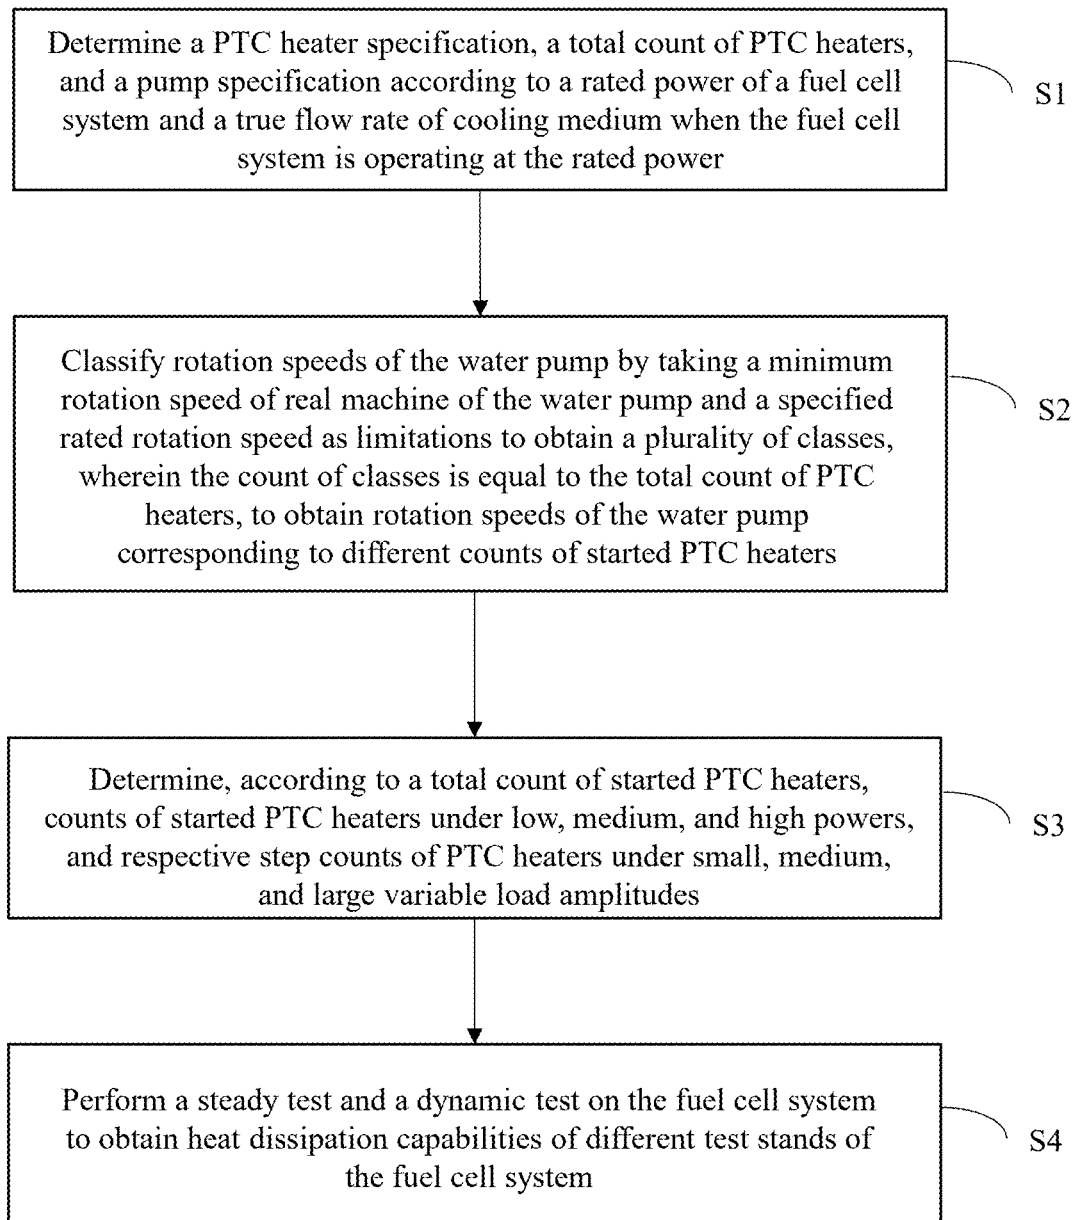 Determine a PTC heater specification, a total count of PTC heaters,
and a pump specification according to a rated power of a fuel cell
system and a true flow rate of cooling medium when the fuel cell
system is operating at the rated power
S1
Classify rotation speeds of the water pump by taking a minimum
rotation speed of real machine of the water pump and a specified
rated rotation speed as limitations to obtain a plurality of classes,
wherein the count of classes is equal to the total count of PTC
heaters, to obtain rotation speeds of the water pump
corresponding to different counts of started PTC heaters
S2
Determine, according to a total count of started PTC heaters,
counts of started PTC heaters under low, medium, and high powers,
and respective step counts of PTC heaters under small, medium,
and large variable load amplitudes
S3
Perform a steady test and a dynamic test on the fuel cell system
to obtain heat dissipation capabilities of different test stands of
the fuel cell system
S4